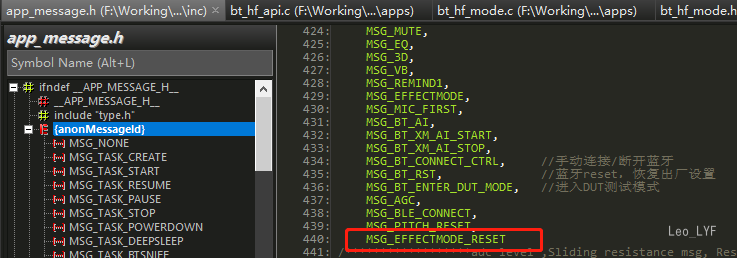 app_message.h (F:\Working\...\inc) bt_hf_api.c (F:\Working\...\apps) bt_hf_mode.c (F:\Working\...\apps) bt_hf_mode.h
app_message.h
Symbol Name (Alt+L)
ifndef __APP_MESSAGE_H__
__APP_MESSAGE_H__
include "type.h"
{anonMessageId}
MSG_NONE
MSG_TASK_CREATE
MSG_TASK_START
MSG_TASK_RESUME
MSG_TASK_PAUSE
MSG_TASK_STOP
MSG_TASK_POWERDOWN
MSG_TASK_DEEPSLEEP
MSG_TASK_BTSNIFF
424: MSG_MUTE,
425: MSG_EQ,
426: MSG_3D,
427: MSG_VB,
428: MSG_REMIND1,
429: MSG_EFFECTMODE,
430: MSG_MIC_FIRST,
431: MSG_BT_AI,
432: MSG_BT_XM_AI_START,
433: MSG_BT_XM_AI_STOP,
434: MSG_BT_CONNECT_CTRL, //手动连接/断开蓝牙
435: MSG_BT_RST, //蓝牙reset，恢复出厂设置
436: MSG_BT_ENTER_DUT_MODE, //进入DUT测试模式
437: MSG_AGC,
438: MSG_BLE_CONNECT,
439: MSG_PITCH_RESET,
440: MSG_EFFECTMODE_RESET
441: adc level ,Sliding resistance msg, Res
Leo_LYF